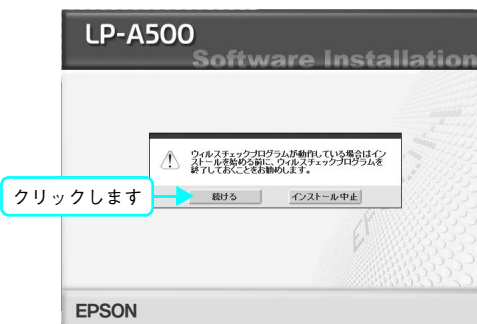 LP-A500
Software Installation
ウィルスチェックプログラムが動作している場合はイン
ストールを始める前に、ウィルスチェックプログラムを
終了しておくことをお勧めします。
クリックします
続ける
インストール中止
EPSON